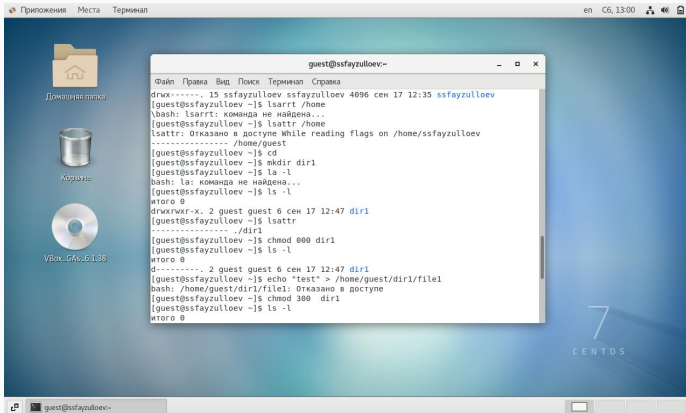 Приложения Места Терминал en Сб, 13:00
Домашняя папка
Корзина
VBox_GAs_6.1.38
guest@ssfayzulloev:~
Файл Правка Вид Поиск Терминал Справка
drwx------. 15 ssfayzulloev ssfayzulloev 4096 сен 17 12:35 ssfayzulloev
[guest@ssfayzulloev ~]$ lsarrt /home
\bash: lsarrt: команда не найдена...
[guest@ssfayzulloev ~]$ lsattr /home
lsattr: Отказано в доступе While reading flags on /home/ssfayzulloev
---------------- /home/guest
[guest@ssfayzulloev ~]$ cd
[guest@ssfayzulloev ~]$ mkdir dir1
[guest@ssfayzulloev ~]$ la -l
bash: la: команда не найдена...
[guest@ssfayzulloev ~]$ ls -l
итого 0
drwxrwxr-x. 2 guest guest 6 сен 17 12:47 dir1
[guest@ssfayzulloev ~]$ lsattr
---------------- ./dir1
[guest@ssfayzulloev ~]$ chmod 000 dir1
[guest@ssfayzulloev ~]$ ls -l
итого 0
d---------. 2 guest guest 6 сен 17 12:47 dir1
[guest@ssfayzulloev ~]$ echo "test" > /home/guest/dir1/file1
bash: /home/guest/dir1/file1: Отказано в доступе
[guest@ssfayzulloev ~]$ chmod 300  dir1
[guest@ssfayzulloev ~]$ ls -l
итого 0
7
CENTOS
guest@ssfayzulloev:~